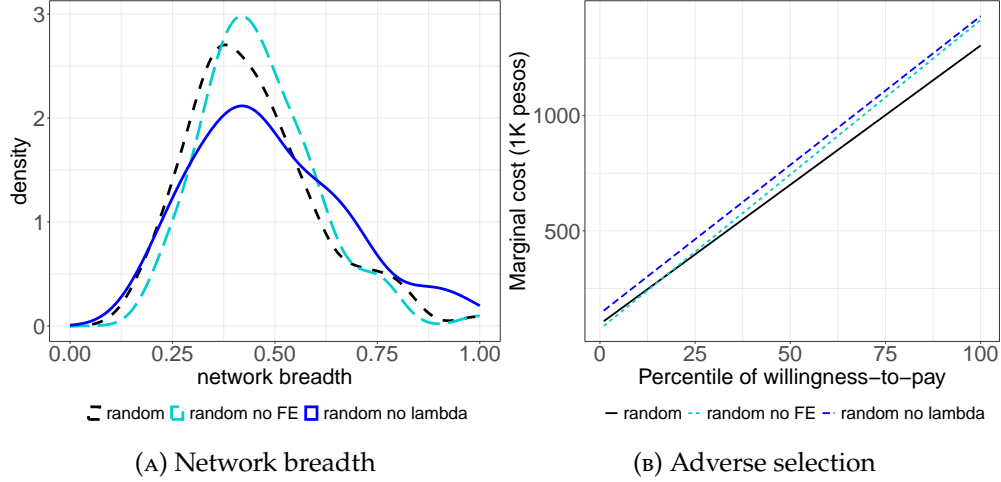 3
2
1
0
density
0.00 0.25 0.50 0.75 1.00
network breadth
random random no FE random no lambda
(A) Network breadth
1000
500
Marginal cost (1K pesos)
0 25 50 75 100
Percentile of willingness-to-pay
random random no FE random no lambda
(B) Adverse selection